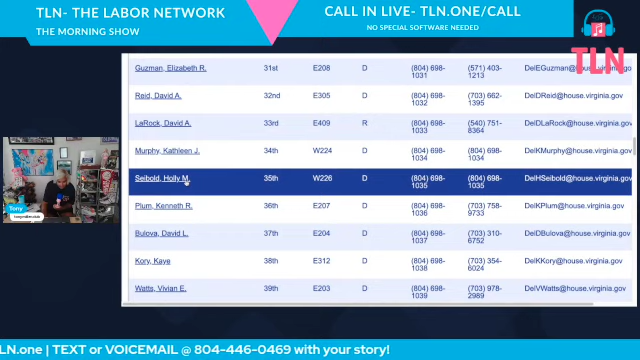 TLN- THE LABOR NETWORK
THE MORNING SHOW
CALL IN LIVE- TLN.ONE/CALL
NO SPECIAL SOFTWARE NEEDED
TLN
Guzman, Elizabeth R. 31st E208 D (804) 698-1031 (571) 403-1213 DelEGuzman@house.virginia.gov
Reid, David A. 32nd E305 D (804) 698-1032 (703) 662-1395 DelDReid@house.virginia.gov
LaRock, David A. 33rd E409 R (804) 698-1033 (540) 751-8364 DelDLaRock@house.virginia.gov
Murphy, Kathleen J. 34th W224 D (804) 698-1034 (804) 698-1034 DelKMurphy@house.virginia.gov
Seibold, Holly M. 35th W226 D (804) 698-1035 (804) 698-1035 DelHSeibold@house.virginia.gov
Plum, Kenneth R. 36th E207 D (804) 698-1036 (703) 758-9733 DelKPlum@house.virginia.gov
Bulova, David L. 37th E204 D (804) 698-1037 (703) 310-6752 DelDBulova@house.virginia.gov
Kory, Kaye 38th E312 D (804) 698-1038 (703) 354-6024 DelKKory@house.virginia.gov
Watts, Vivian E. 39th E203 D (804) 698-1039 (703) 978-2989 DelVWatts@house.virginia.gov
Tony
LN.one | TEXT or VOICEMAIL @ 804-446-0469 with your story!